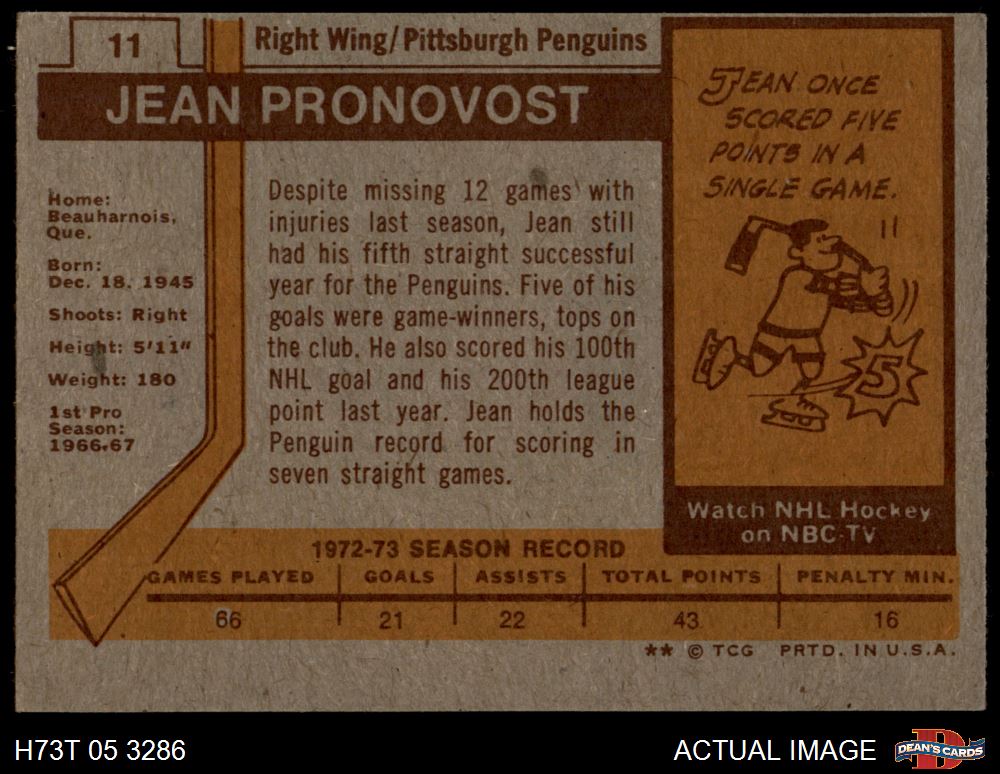 11
Right Wing/Pittsburgh Penguins
JEAN PRONOVOST
Home:
Beauharnois,
Que.
Born:
Dec. 18, 1945
Shoots: Right
Height: 5'11"
Weight: 180
1st Pro
Season:
1966-67
Despite missing 12 games with
injuries last season, Jean still
had his fifth straight successful
year for the Penguins. Five of his
goals were game-winners, tops on
the club. He also scored his 100th
NHL goal and his 200th league
point last year. Jean holds the
Penguin record for scoring in
seven straight games.
JEAN ONCE
SCORED FIVE
POINTS IN A
SINGLE GAME.
5
Watch NHL Hockey
on NBC-TV
1972-73 SEASON RECORD
GAMES PLAYED GOALS ASSISTS TOTAL POINTS PENALTY MIN.
66 21 22 43 16
** © TCG PRTD. IN U.S.A.
H73T 05 3286
ACTUAL IMAGE
D
DEAN'S CARDS